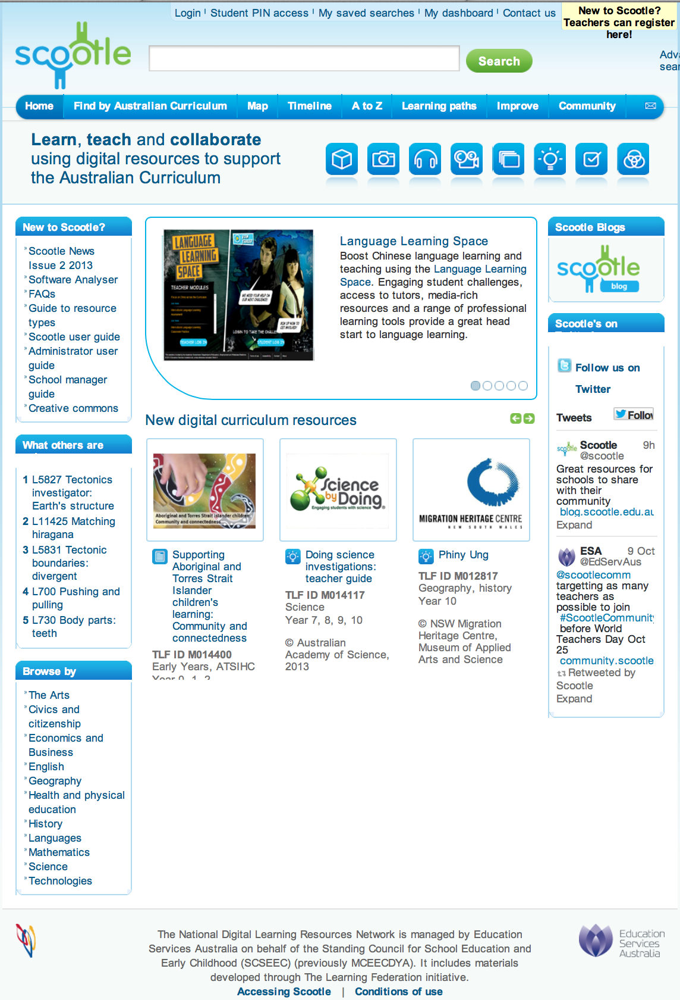 Login | Student PIN access | My saved searches | My dashboard | Contact us
New to Scootle?
Teachers can register
here!
scootle
Search
Home Find by Australian Curriculum Map Timeline A to Z Learning paths Improve Community
Learn, teach and collaborate
using digital resources to support
the Australian Curriculum
New to Scootle?
Scootle News
Issue 2 2013
Software Analyser
FAQs
Guide to resource
types
Scootle user guide
Administrator user
guide
School manager
guide
Creative commons
What others are
1 L5827 Tectonics
investigator:
Earth's structure
2 L11425 Matching
hiragana
3 L5831 Tectonic
boundaries:
divergent
4 L700 Pushing and
pulling
5 L730 Body parts:
teeth
Browse by
The Arts
Civics and
citizenship
Economics and
Business
English
Geography
Health and physical
education
History
Languages
Mathematics
Science
Technologies
LANGUAGE
LEARNING
SPACE
TEACHER MODULES
WE NEED YOUR HELP ON
OUR NEXT CHALLENGE!
SIGN UP NOW TO
GET INVOLVED!
LOGIN TO TAKE THE
TEACHER LOG IN
STUDENT LOG IN
Language Learning Space
Boost Chinese language learning and
teaching using the Language Learning
Space. Engaging student challenges,
access to tutors, media-rich
resources and a range of professional
learning tools provide a great head
start to language learning.
New digital curriculum resources
Aboriginal and Torres Strait Islander children:
Community and connectedness
Supporting
Aboriginal and
Torres Strait
Islander
children's
learning:
Community and
connectedness
TLF ID M014400
Early Years, ATSIHC
Year 0, 1, 2
Science
by Doing
Engaging students with science
Doing science
investigations:
teacher guide
TLF ID M014117
Science
Year 7, 8, 9, 10
© Australian
Academy of Science,
2013
MIGRATION HERITAGE CENTRE
NEW SOUTH WALES
Phiny Ung
TLF ID M012817
Geography, history
Year 10
© NSW Migration
Heritage Centre,
Museum of Applied
Arts and Science
Scootle Blogs
scootle
blog
Scootle's on
Follow us on
Twitter
Tweets Follow
scootle Scootle 9h
@scootle
Great resources for
schools to share
with their
community
blog.scootle.edu.au
Expand
ESA 9 Oct
@EdServAus
@scootlecomm
targetting as many
teachers as
possible to join
#ScootleCommunity
before World
Teachers Day Oct
25
community.scootle
Retweeted by
Scootle
Expand
The National Digital Learning Resources Network is managed by Education
Services Australia on behalf of the Standing Council for School Education and
Early Childhood (SCSEEC) (previously MCEECDYA). It includes materials
developed through The Learning Federation initiative.
Accessing Scootle | Conditions of use
Education
Services
Australia